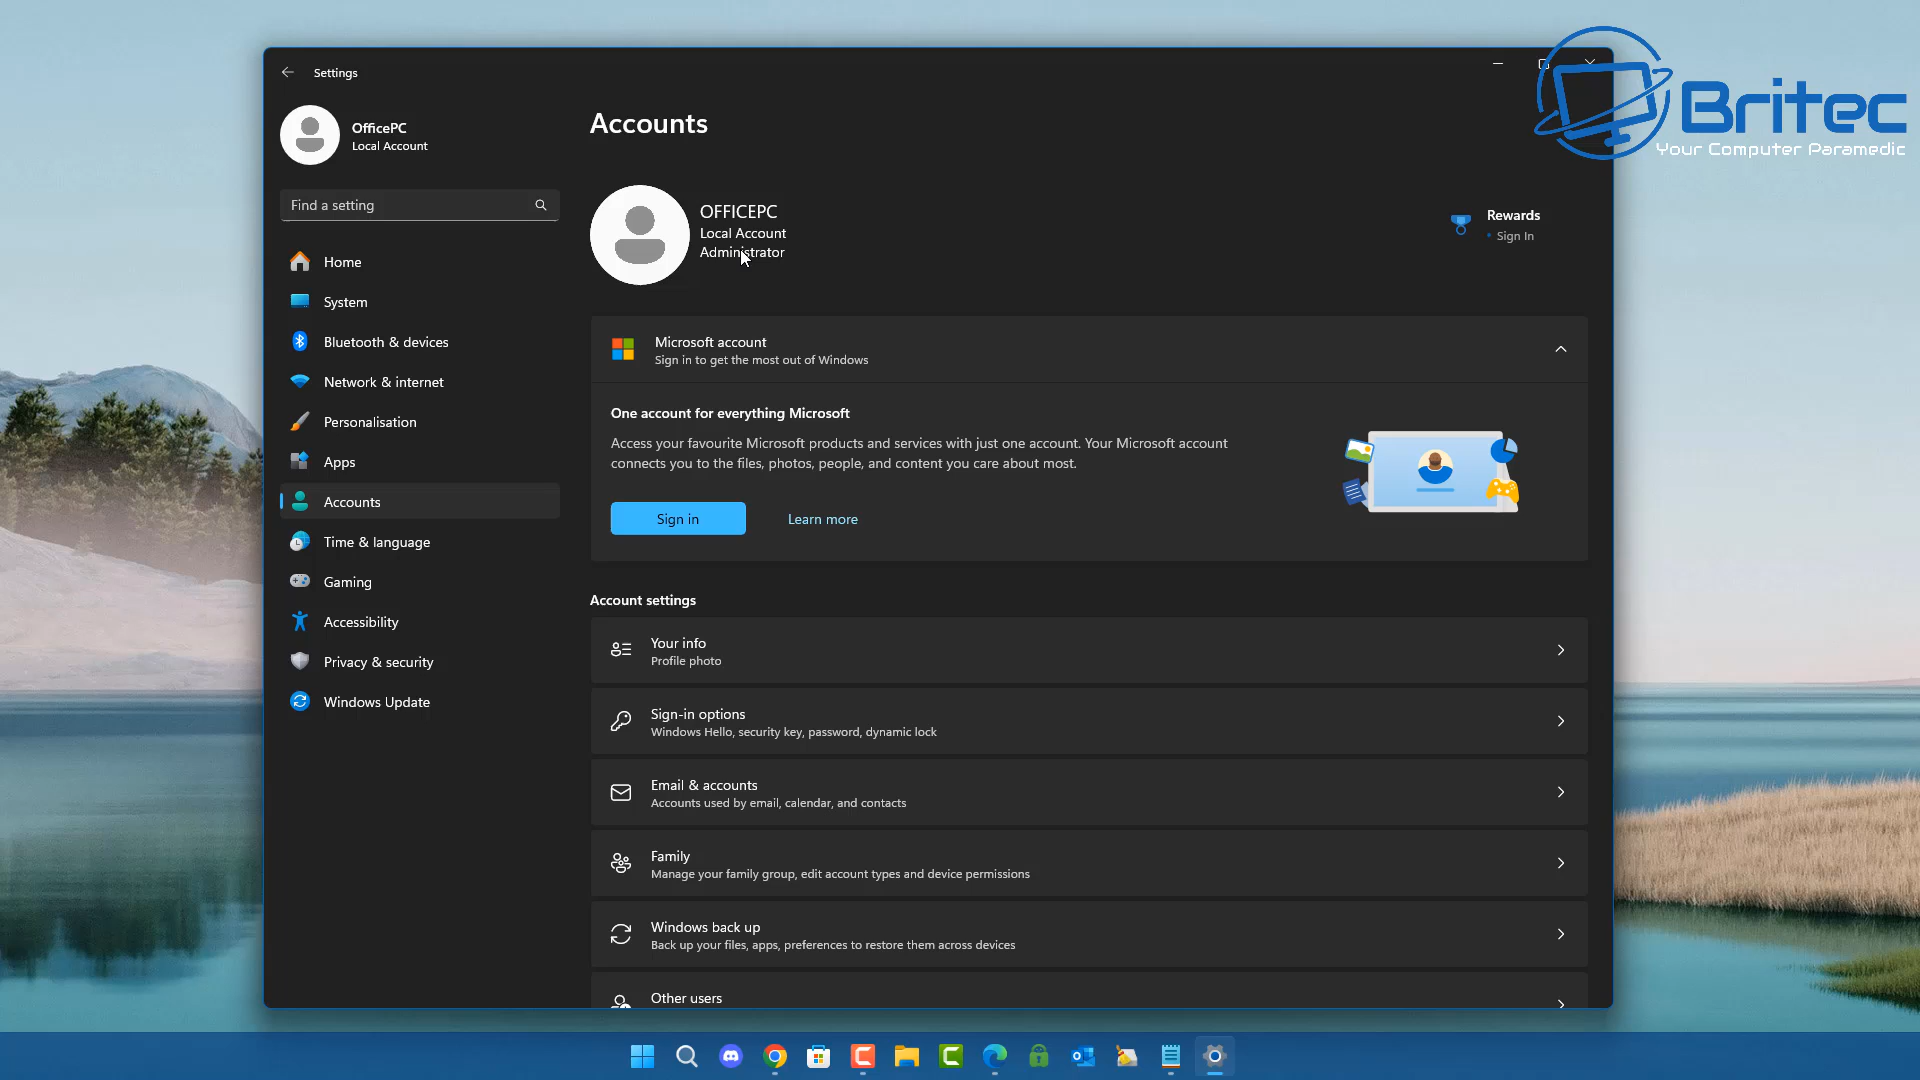 Settings
Britec
Your Computer Paramedic
OfficePC
Local Account
Find a setting
Home
System
Bluetooth & devices
Network & internet
Personalisation
Apps
Accounts
Time & language
Gaming
Accessibility
Privacy & security
Windows Update
Accounts
OFFICEPC
Local Account
Administrator
Rewards
Sign In
Microsoft account
Sign in to get the most out of Windows
One account for everything Microsoft
Access your favourite Microsoft products and services with just one account. Your Microsoft account
connects you to the files, photos, people, and content you care about most.
Sign in
Learn more
Account settings
Your info
Profile photo
Sign-in options
Windows Hello, security key, password, dynamic lock
Email & accounts
Accounts used by email, calendar, and contacts
Family
Manage your family group, edit account types and device permissions
Windows back up
Back up your files, apps, preferences to restore them across devices
Other users